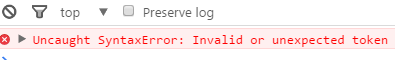 top Preserve log
Uncaught SyntaxError: Invalid or unexpected token